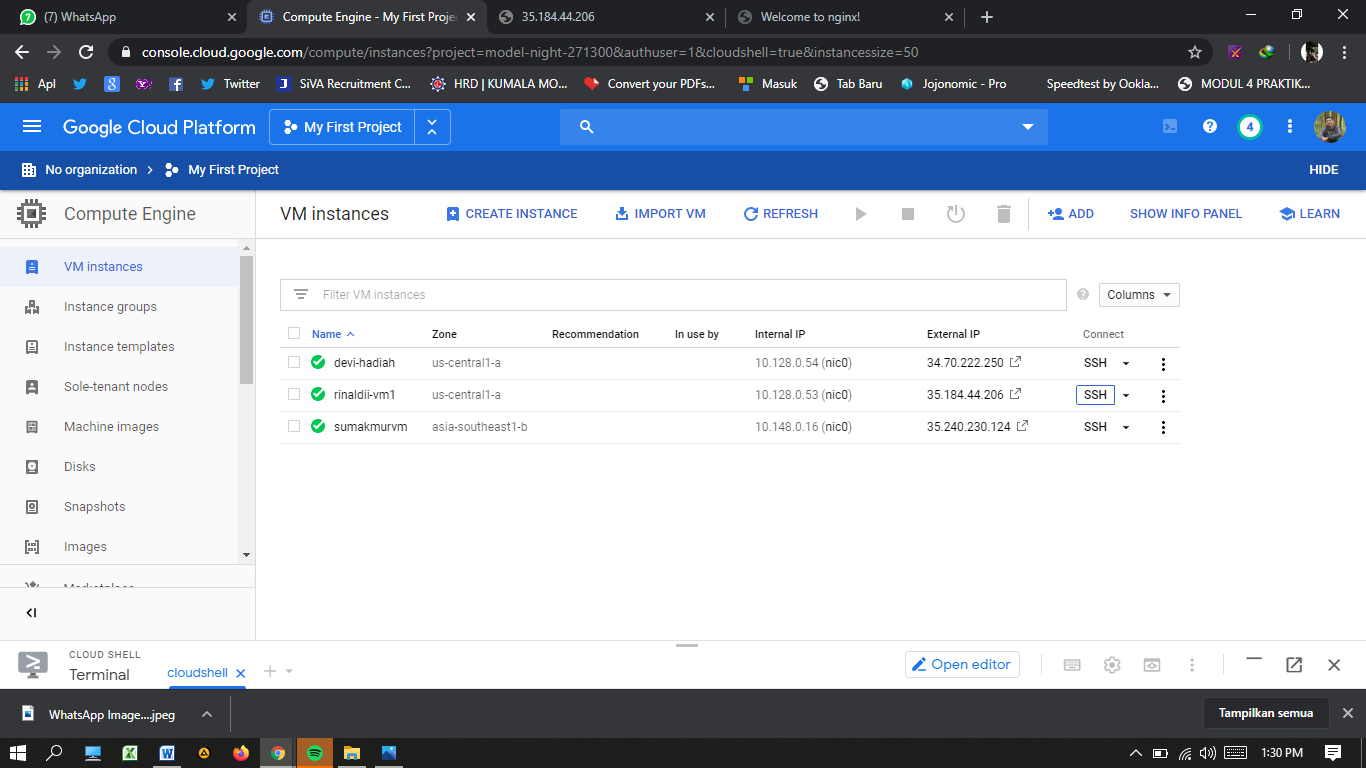 (7) WhatsApp
Compute Engine - My First Proje
35.184.44.206
Welcome to nginx!
console.cloud.google.com/compute/instances?project=model-night-271300&authuser=1&cloudshell=true&instancessize=50
Apl
Twitter
SiVA Recruitment C...
HRD | KUMALA MO...
Convert your PDFs...
Masuk
Tab Baru
Jojonomic - Pro
Speedtest by Ookla...
MODUL 4 PRAKTIK...
Google Cloud Platform
My First Project
4
No organization
My First Project
HIDE
Compute Engine
VM instances
CREATE INSTANCE
IMPORT VM
REFRESH
ADD
SHOW INFO PANEL
LEARN
VM instances
Instance groups
Instance templates
Sole-tenant nodes
Machine images
Disks
Snapshots
Images
Marketplace
Filter VM instances
Columns
Name Zone Recommendation In use by Internal IP External IP Connect
devi-hadiah us-central1-a 10.128.0.54 (nic0) 34.70.222.250 SSH
rinaldii-vm1 us-central1-a 10.128.0.53 (nic0) 35.184.44.206 SSH
sumakmurvm asia-southeast1-b 10.148.0.16 (nic0) 35.240.230.124 SSH
CLOUD SHELL
Terminal
cloudshell
Open editor
WhatsApp Image....jpeg
Tampilkan semua
1:30 PM